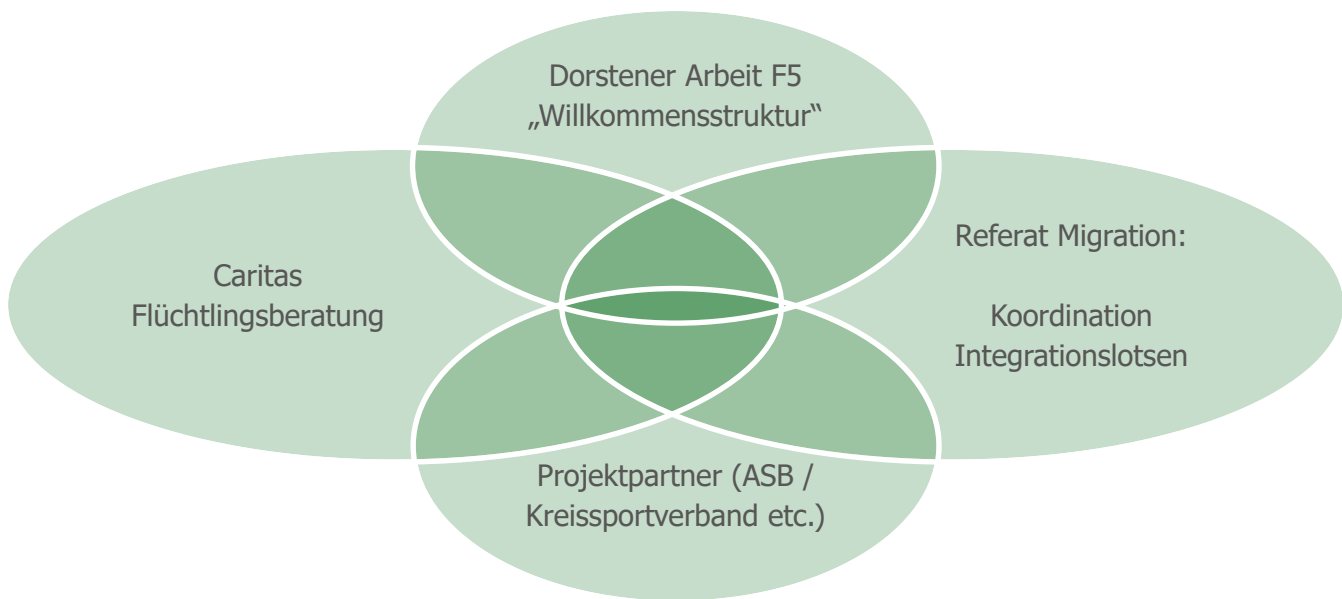 Dorstener Arbeit F5
„Willkommensstruktur“
Caritas
Flüchtlingsberatung
Referat Migration:
Koordination
Integrationslotsen
Projektpartner (ASB /
Kreissportverband etc.)